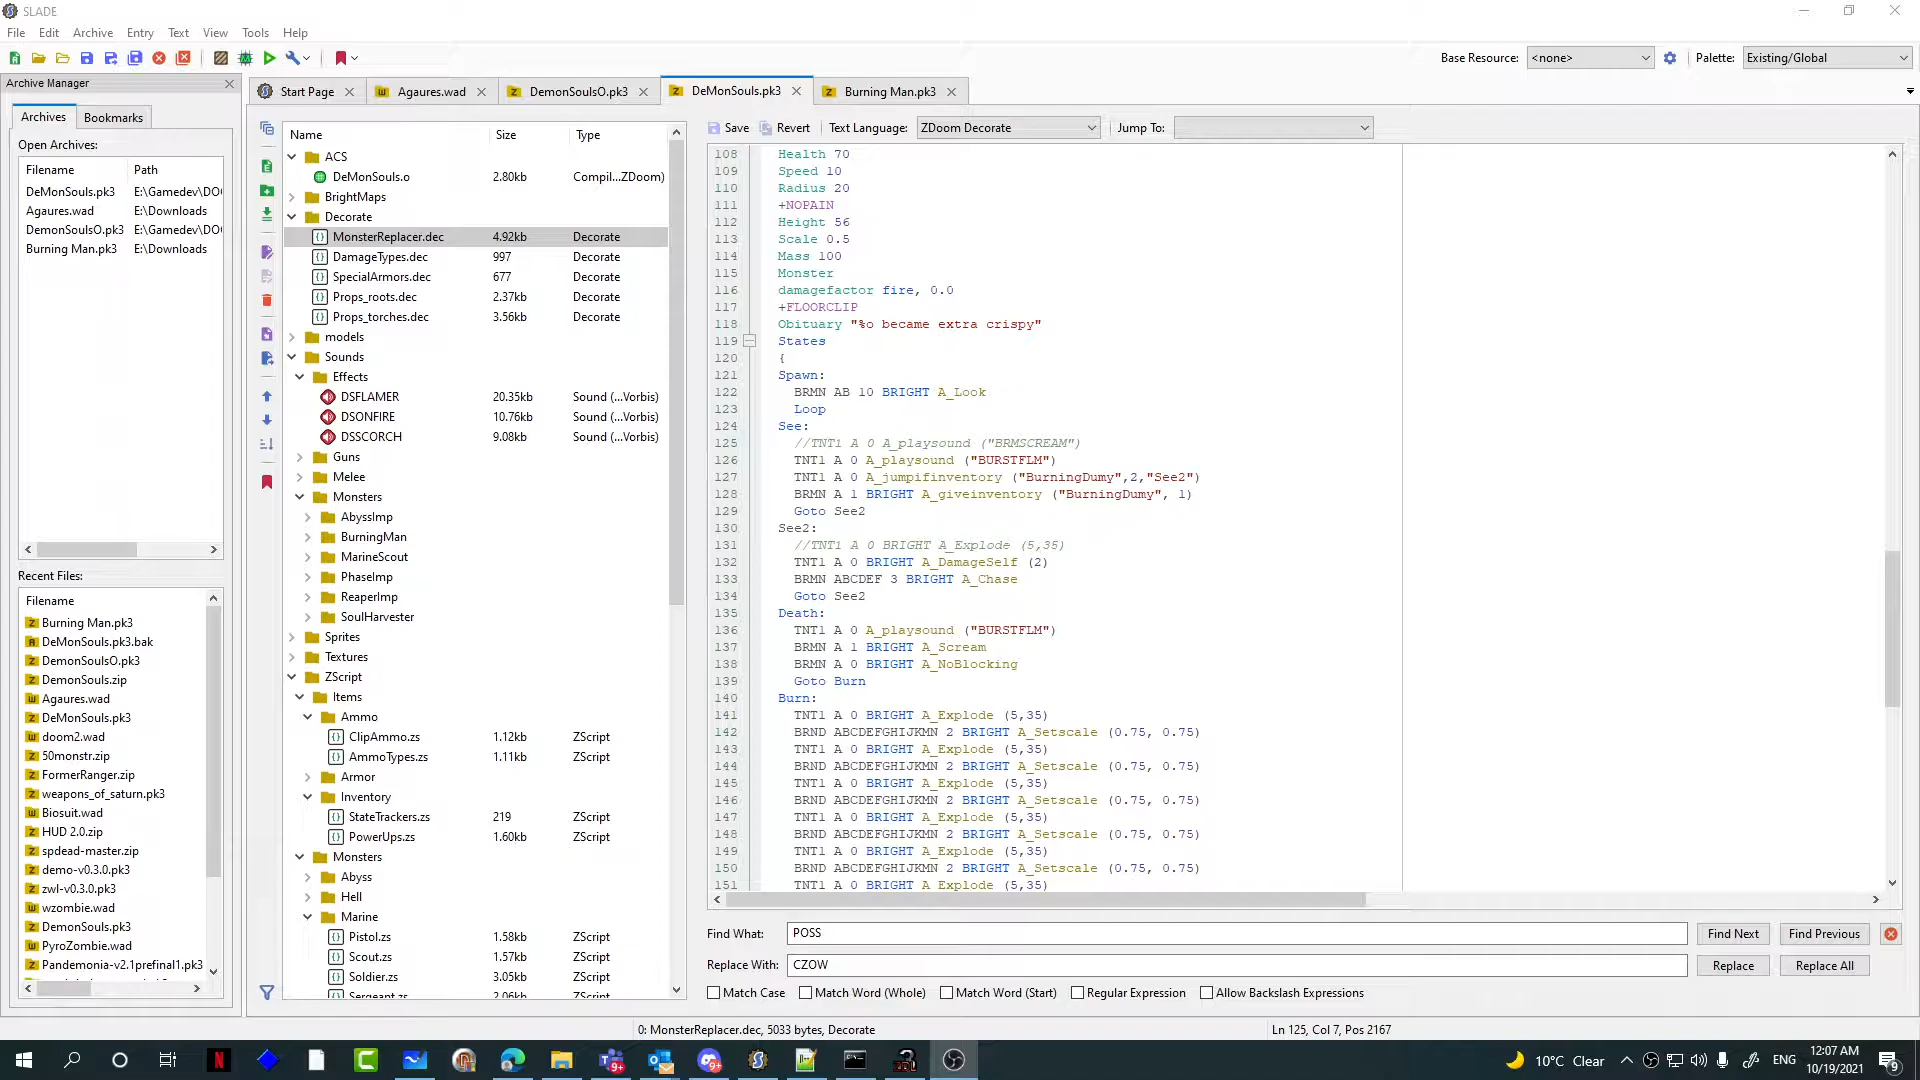 SLADE
File Edit Archive Entry Text View Tools Help
Base Resource: <none> Palette: Existing/Global
Archive Manager
Start Page Agaures.wad DemonSoulsO.pk3 DeMonSouls.pk3 Burning Man.pk3
Archives Bookmarks
Open Archives:
Filename Path
DeMonSouls.pk3 E:\Gamedev\DO
Agaures.wad E:\Downloads
DemonSoulsO.pk3 E:\Gamedev\DO
Burning Man.pk3 E:\Downloads
Recent Files:
Filename
Burning Man.pk3
DeMonSouls.pk3.bak
DemonSoulsO.pk3
DemonSouls.zip
Agaures.wad
DeMonSouls.pk3
doom2.wad
50monstr.zip
FormerRanger.zip
weapons_of_saturn.pk3
Biosuit.wad
HUD 2.0.zip
spdead-master.zip
demo-v0.3.0.pk3
zwl-v0.3.0.pk3
wzombie.wad
DemonSouls.pk3
PyroZombie.wad
Pandemonia-v2.1prefinal1.pk3
Name Size Type
ACS
DeMonSouls.o 2.80kb Compil...ZDoom)
BrightMaps
Decorate
MonsterReplacer.dec 4.92kb Decorate
DamageTypes.dec 997 Decorate
SpecialArmors.dec 677 Decorate
Props_roots.dec 2.37kb Decorate
Props_torches.dec 3.56kb Decorate
models
Sounds
Effects
DSFLAMER 20.35kb Sound (...Vorbis)
DSONFIRE 10.76kb Sound (...Vorbis)
DSSCORCH 9.08kb Sound (...Vorbis)
Guns
Melee
Monsters
AbyssImp
BurningMan
MarineScout
PhaseImp
ReaperImp
SoulHarvester
Sprites
Textures
ZScript
Items
Ammo
ClipAmmo.zs 1.12kb ZScript
AmmoTypes.zs 1.11kb ZScript
Armor
Inventory
StateTrackers.zs 219 ZScript
PowerUps.zs 1.60kb ZScript
Monsters
Abyss
Hell
Marine
Pistol.zs 1.58kb ZScript
Scout.zs 1.57kb ZScript
Soldier.zs 3.05kb ZScript
Sergeant.zs 2.06kb ZScript
Save Revert Text Language: ZDoom Decorate Jump To:
108 Health 70
109 Speed 10
110 Radius 20
111 +NOPAIN
112 Height 56
113 Scale 0.5
114 Mass 100
115 Monster
116 damagefactor fire, 0.0
117 +FLOORCLIP
118 Obituary "%o became extra crispy"
119 States
120 {
121 Spawn:
122 BRMN AB 10 BRIGHT A_Look
123 Loop
124 See:
125 //TNT1 A 0 A_playsound ("BRMSCREAM")
126 TNT1 A 0 A_playsound ("BURSTFLM")
127 TNT1 A 0 A_jumpifinventory ("BurningDumy",2,"See2")
128 BRMN A 1 BRIGHT A_giveinventory ("BurningDumy", 1)
129 Goto See2
130 See2:
131 //TNT1 A 0 BRIGHT A_Explode (5,35)
132 TNT1 A 0 BRIGHT A_DamageSelf (2)
133 BRMN ABCDEF 3 BRIGHT A_Chase
134 Goto See2
135 Death:
136 TNT1 A 0 A_playsound ("BURSTFLM")
137 BRMN A 1 BRIGHT A_Scream
138 BRMN A 0 BRIGHT A_NoBlocking
139 Goto Burn
140 Burn:
141 TNT1 A 0 BRIGHT A_Explode (5,35)
142 BRND ABCDEFGHIJKMN 2 BRIGHT A_Setscale (0.75, 0.75)
143 TNT1 A 0 BRIGHT A_Explode (5,35)
144 BRND ABCDEFGHIJKMN 2 BRIGHT A_Setscale (0.75, 0.75)
145 TNT1 A 0 BRIGHT A_Explode (5,35)
146 BRND ABCDEFGHIJKMN 2 BRIGHT A_Setscale (0.75, 0.75)
147 TNT1 A 0 BRIGHT A_Explode (5,35)
148 BRND ABCDEFGHIJKMN 2 BRIGHT A_Setscale (0.75, 0.75)
149 TNT1 A 0 BRIGHT A_Explode (5,35)
150 BRND ABCDEFGHIJKMN 2 BRIGHT A_Setscale (0.75, 0.75)
151 TNT1 A 0 BRIGHT A_Explode (5,35)
Find What: POSS Find Next Find Previous
Replace With: CZOW Replace Replace All
Match Case Match Word (Whole) Match Word (Start) Regular Expression Allow Backslash Expressions
0: MonsterReplacer.dec, 5033 bytes, Decorate Ln 125, Col 7, Pos 2167
10°C Clear ENG 12:07 AM
10/19/2021